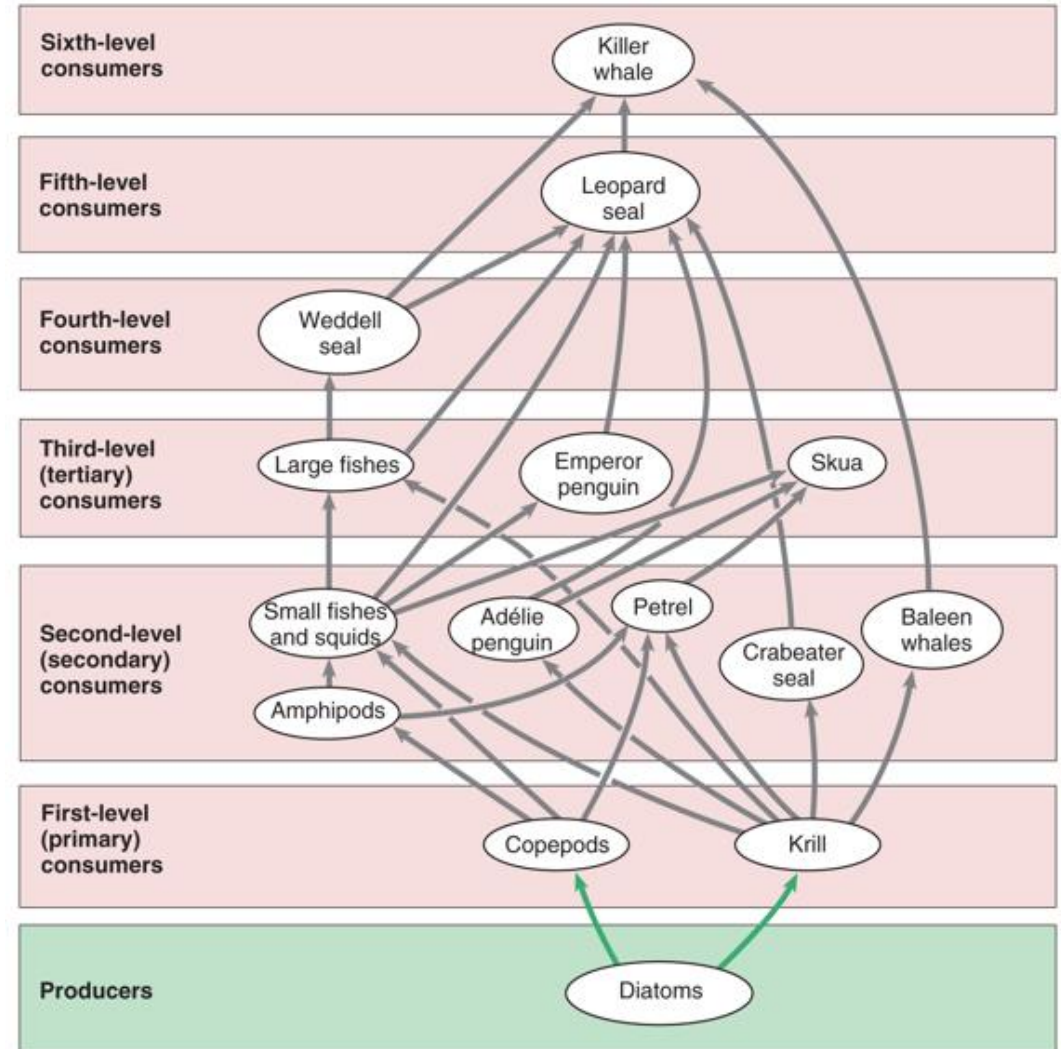 Sixth-level
consumers
Killer
whale
Fifth-level
consumers
Leopard
seal
Fourth-level
consumers
Weddell
seal
Third-level
(tertiary)
consumers
Large fishes
Emperor
penguin
Skua
Second-level
(secondary)
consumers
Small fishes
and squids
Adélie
penguin
Petrel
Crabeater
seal
Baleen
whales
Amphipods
First-level
(primary)
consumers
Copepods
Krill
Producers
Diatoms